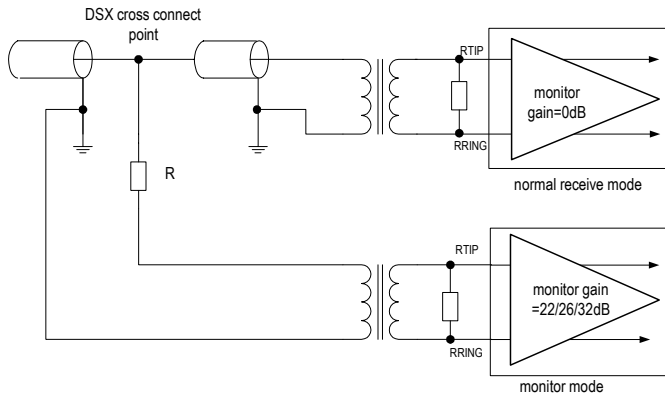 DSX cross connect
point
RTIP
monitor
gain=0dB
RRING
normal receive mode
R
RTIP
monitor gain
=22/26/32dB
RRING
monitor mode